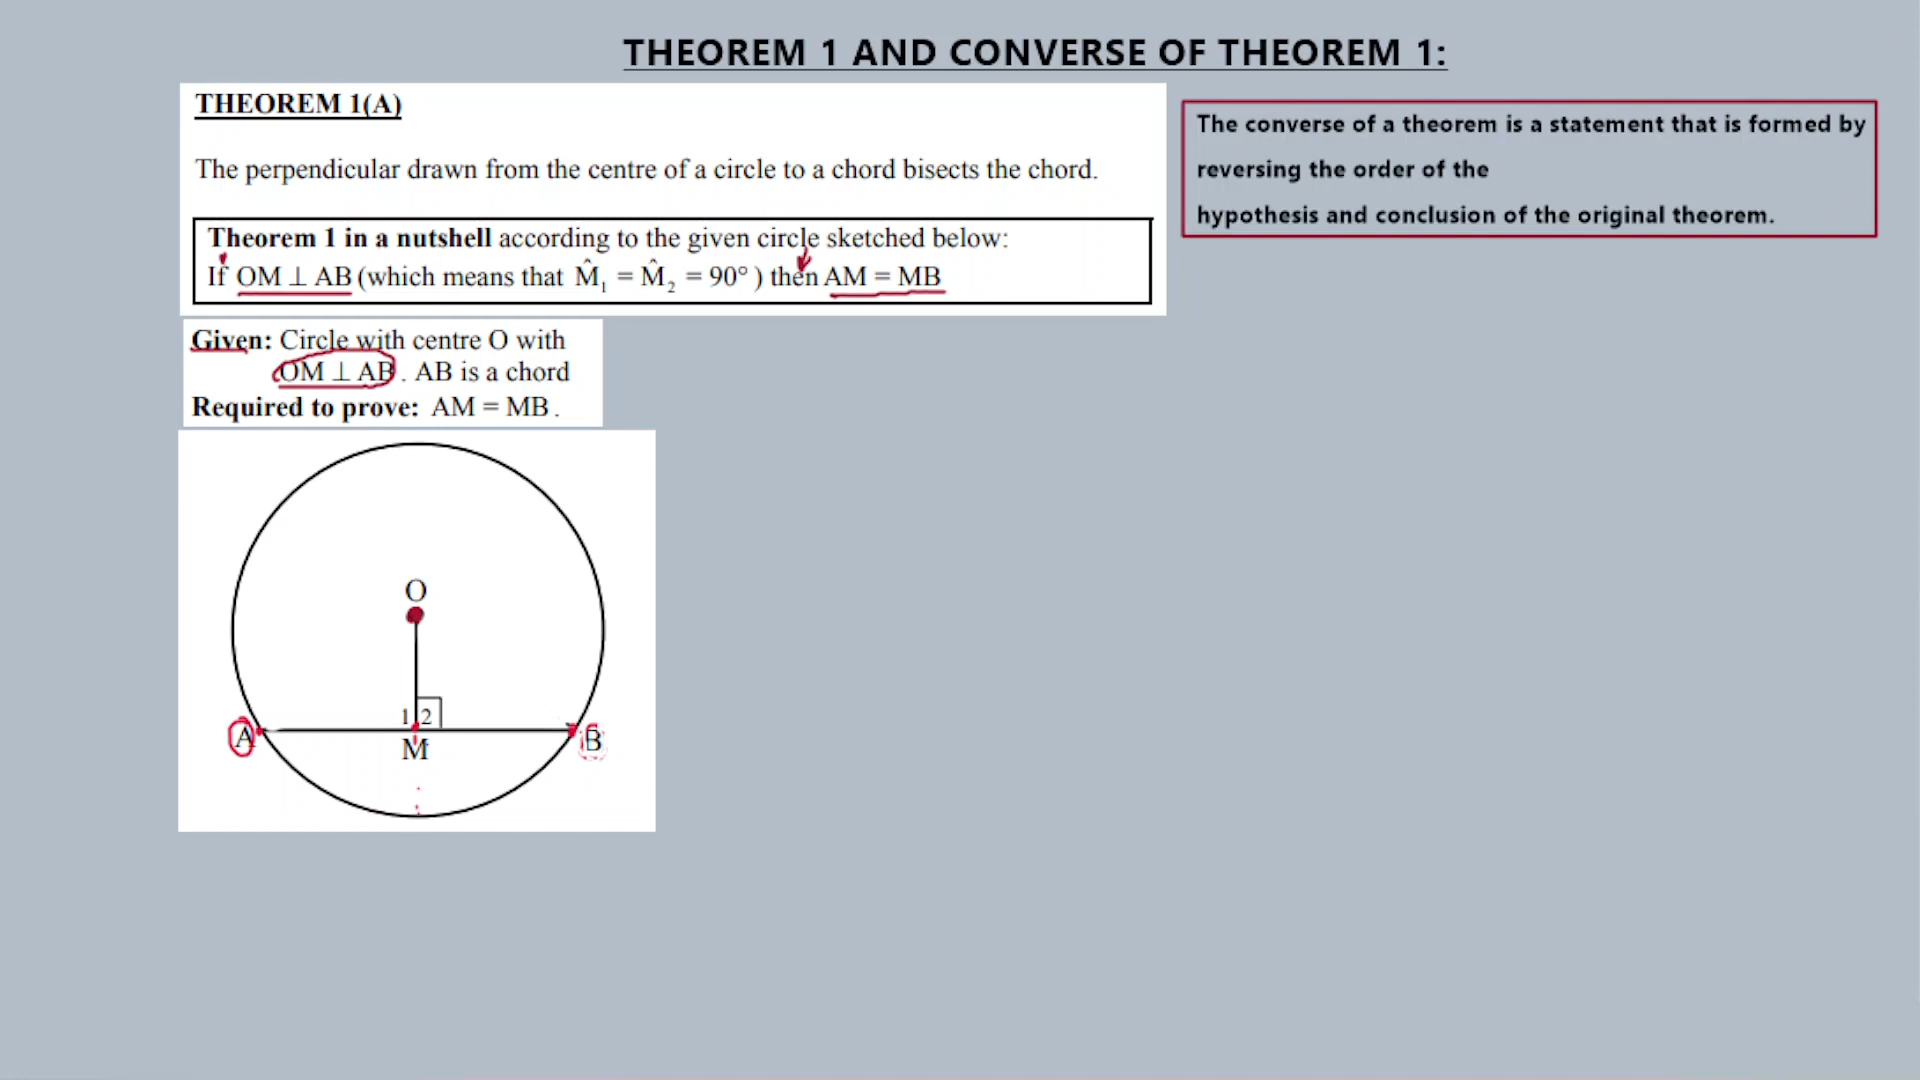 THEOREM 1 AND CONVERSE OF THEOREM 1:
THEOREM 1(A)
The perpendicular drawn from the centre of a circle to a chord bisects the chord.
Theorem 1 in a nutshell according to the given circle sketched below:
If OM ⊥ AB (which means that M̂₁ = M̂₂ = 90° ) then AM = MB
The converse of a theorem is a statement that is formed by
reversing the order of the
hypothesis and conclusion of the original theorem.
Given: Circle with centre O with
OM ⊥ AB . AB is a chord
Required to prove: AM = MB .
O
1 2
A
M
B